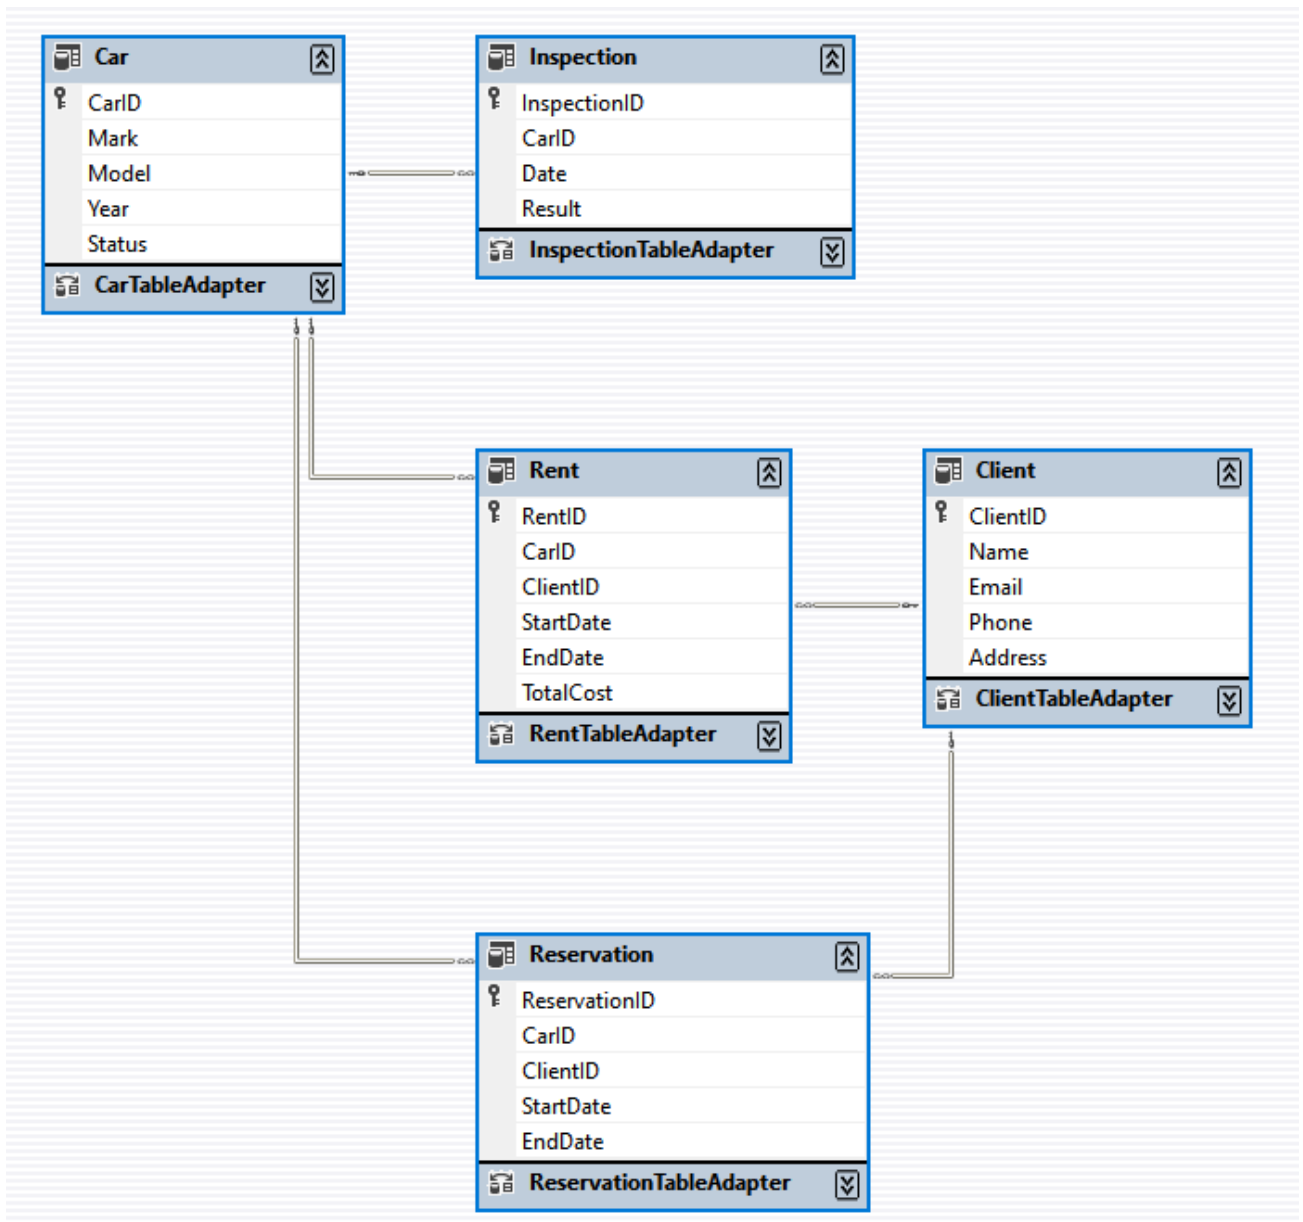 Car
CarID
Mark
Model
Year
Status
CarTableAdapter
Inspection
InspectionID
CarID
Date
Result
InspectionTableAdapter
Rent
RentID
CarID
ClientID
StartDate
EndDate
TotalCost
RentTableAdapter
Client
ClientID
Name
Email
Phone
Address
ClientTableAdapter
Reservation
ReservationID
CarID
ClientID
StartDate
EndDate
ReservationTableAdapter